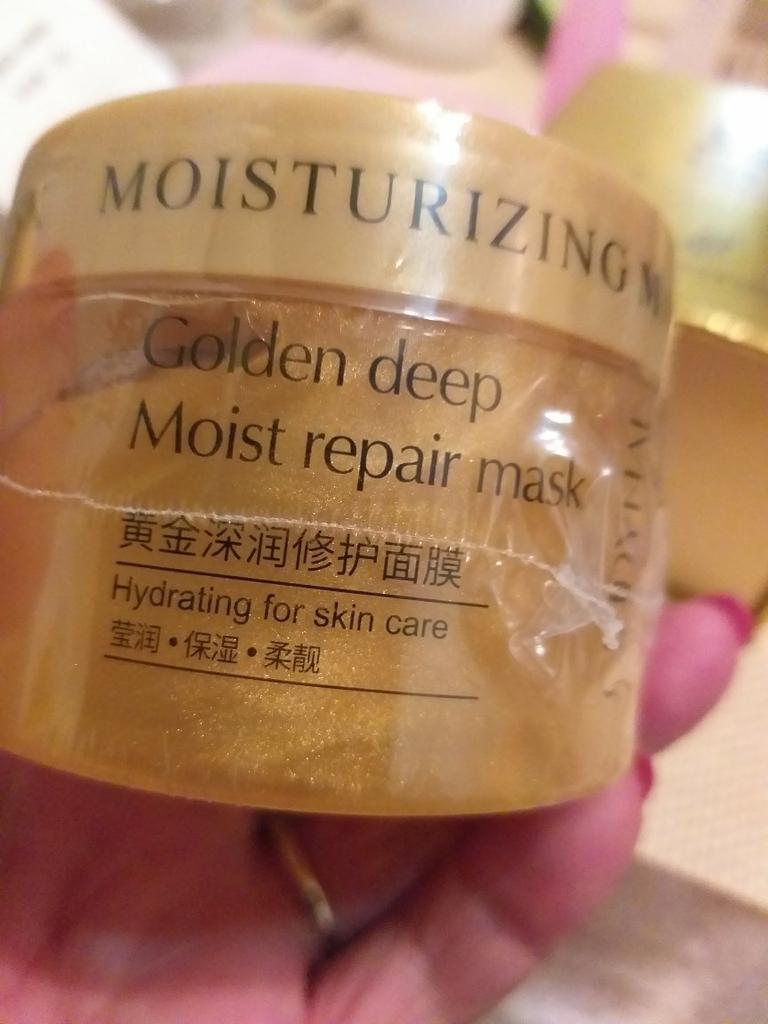 MOISTURIZING M
Golden deep
Moist repair mask
黄金深润修护面膜
Hydrating for skin care
莹润•保湿•柔靓